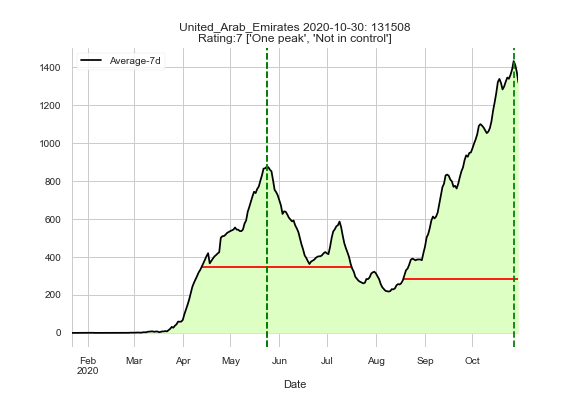 United_Arab_Emirates 2020-10-30: 131508
Rating:7 ['One peak', 'Not in control']
Average-7d
1400
1200
1000
800
600
400
200
0
Feb Mar Apr May Jun Jul Aug Sep Oct
2020
Date